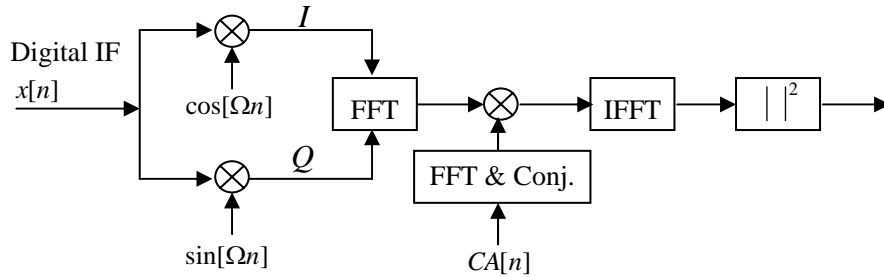 I
Digital IF
x[n]
cos[Ωn]
FFT
IFFT
| |²
Q
FFT & Conj.
sin[Ωn]
CA[n]